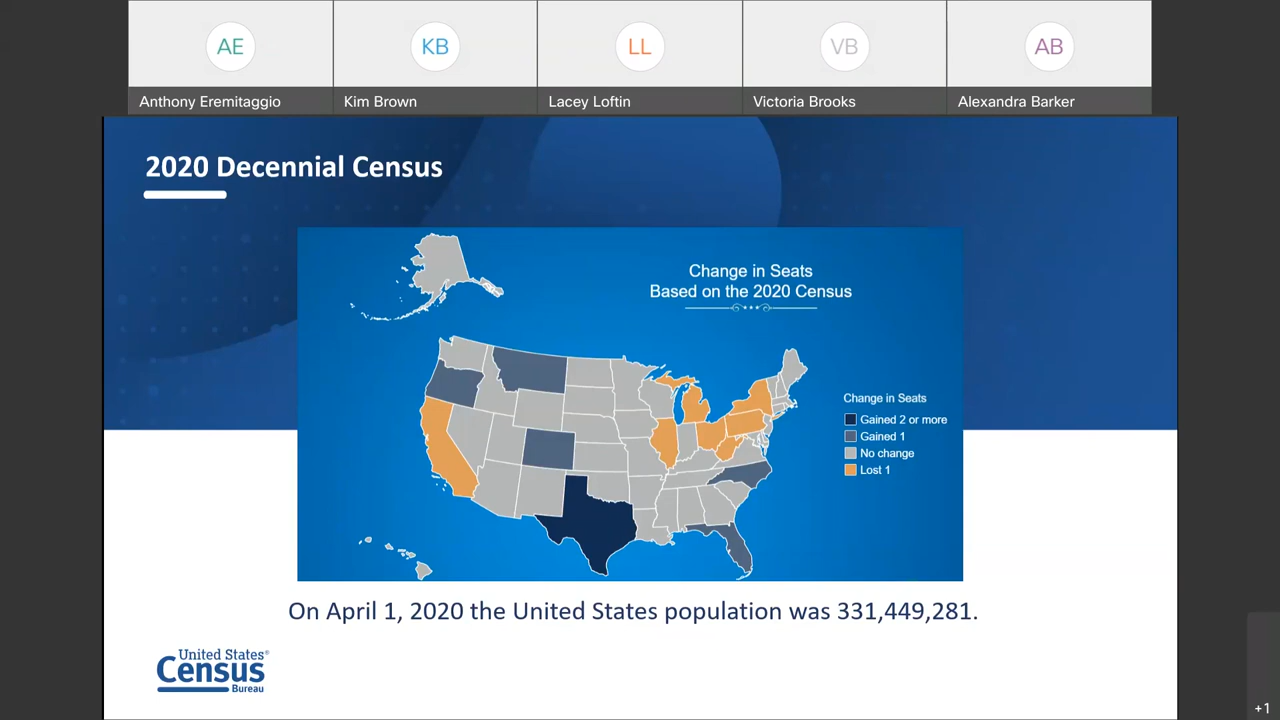 AE
KB
LL
VB
AB
Anthony Eremitaggio
Kim Brown
Lacey Loftin
Victoria Brooks
Alexandra Barker
2020 Decennial Census
Change in Seats
Based on the 2020 Census
Change in Seats
Gained 2 or more
Gained 1
No change
Lost 1
On April 1, 2020 the United States population was 331,449,281.
United States®
Census
Bureau
+1